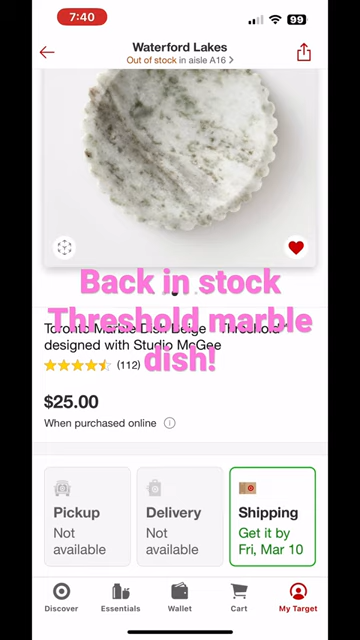 7:40
99
Waterford Lakes
Out of stock in aisle A16
Back in stock
Threshold marble
dish!
Toronto Marble Dish Beige - Threshold™
designed with Studio McGee
(112)
$25.00
When purchased online
Pickup
Not
available
Delivery
Not
available
Shipping
Get it by
Fri, Mar 10
Discover
Essentials
Wallet
Cart
My Target